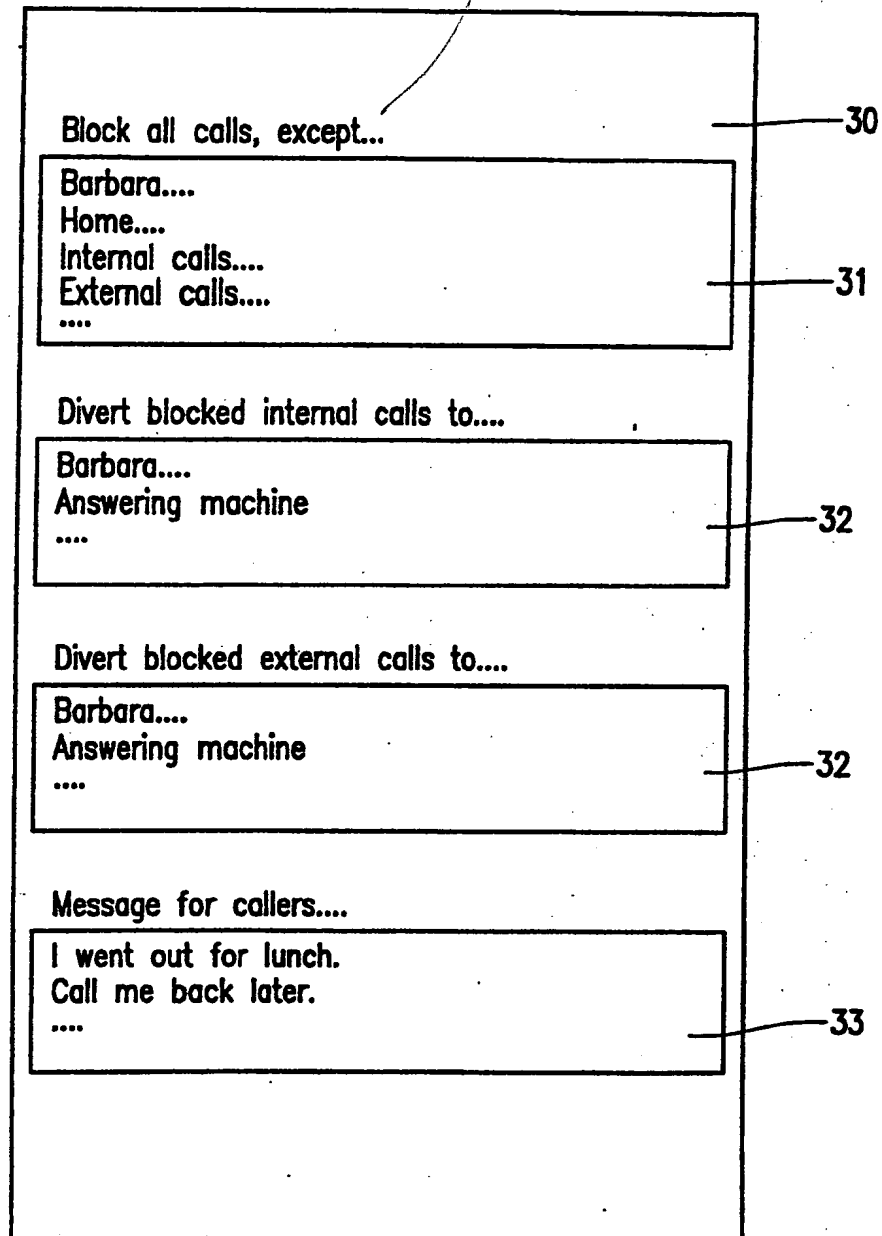 Block all calls, except...
30
Barbara....
Home....
Internal calls....
External calls....
....
31
Divert blocked internal calls to....
Barbara....
Answering machine
....
32
Divert blocked external calls to....
Barbara....
Answering machine
....
32
Message for callers....
I went out for lunch.
Call me back later.
....
33